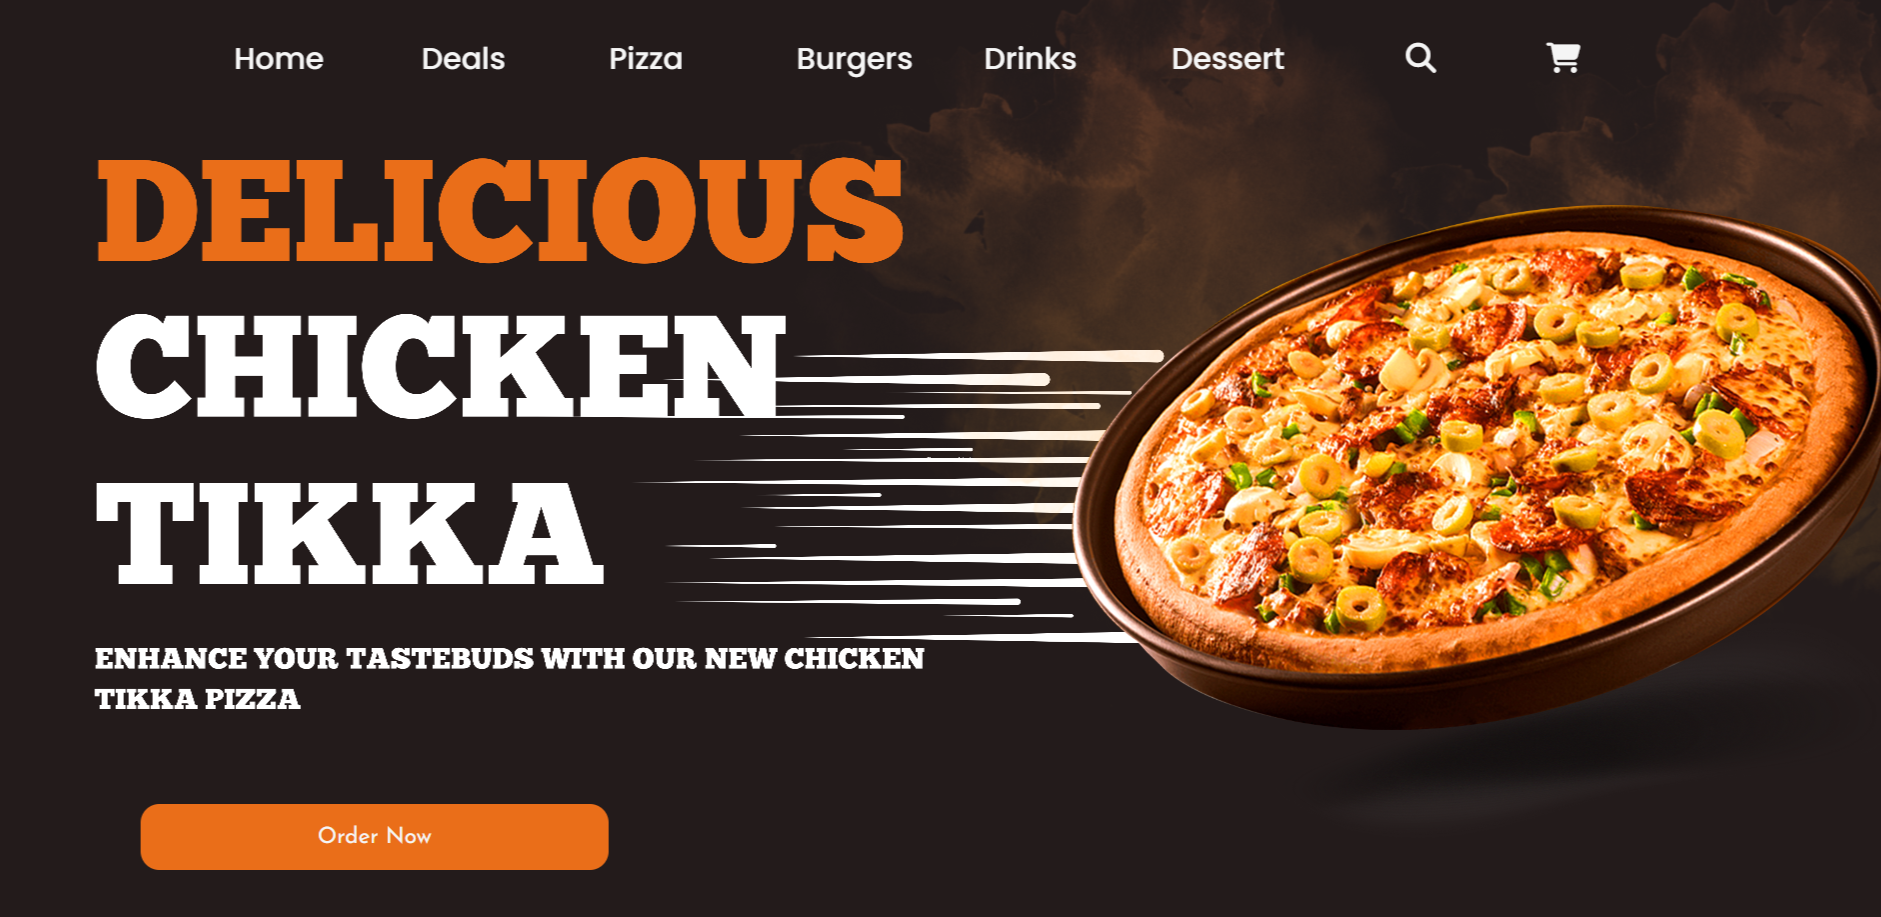 Home Deals Pizza Burgers Drinks Dessert
DELICIOUS
CHICKEN
TIKKA
ENHANCE YOUR TASTEBUDS WITH OUR NEW CHICKEN
TIKKA PIZZA
Order Now